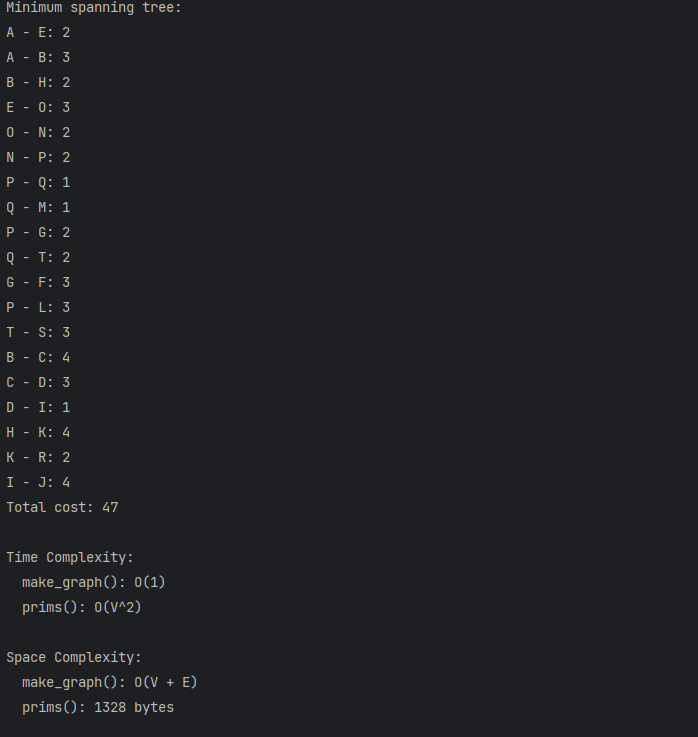 Minimum spanning tree:
A - E: 2
A - B: 3
B - H: 2
E - O: 3
O - N: 2
N - P: 2
P - Q: 1
Q - M: 1
P - G: 2
Q - T: 2
G - F: 3
P - L: 3
T - S: 3
B - C: 4
C - D: 3
D - I: 1
H - K: 4
K - R: 2
I - J: 4
Total cost: 47

Time Complexity:
  make_graph(): O(1)
  prims(): O(V^2)

Space Complexity:
  make_graph(): O(V + E)
  prims(): 1328 bytes